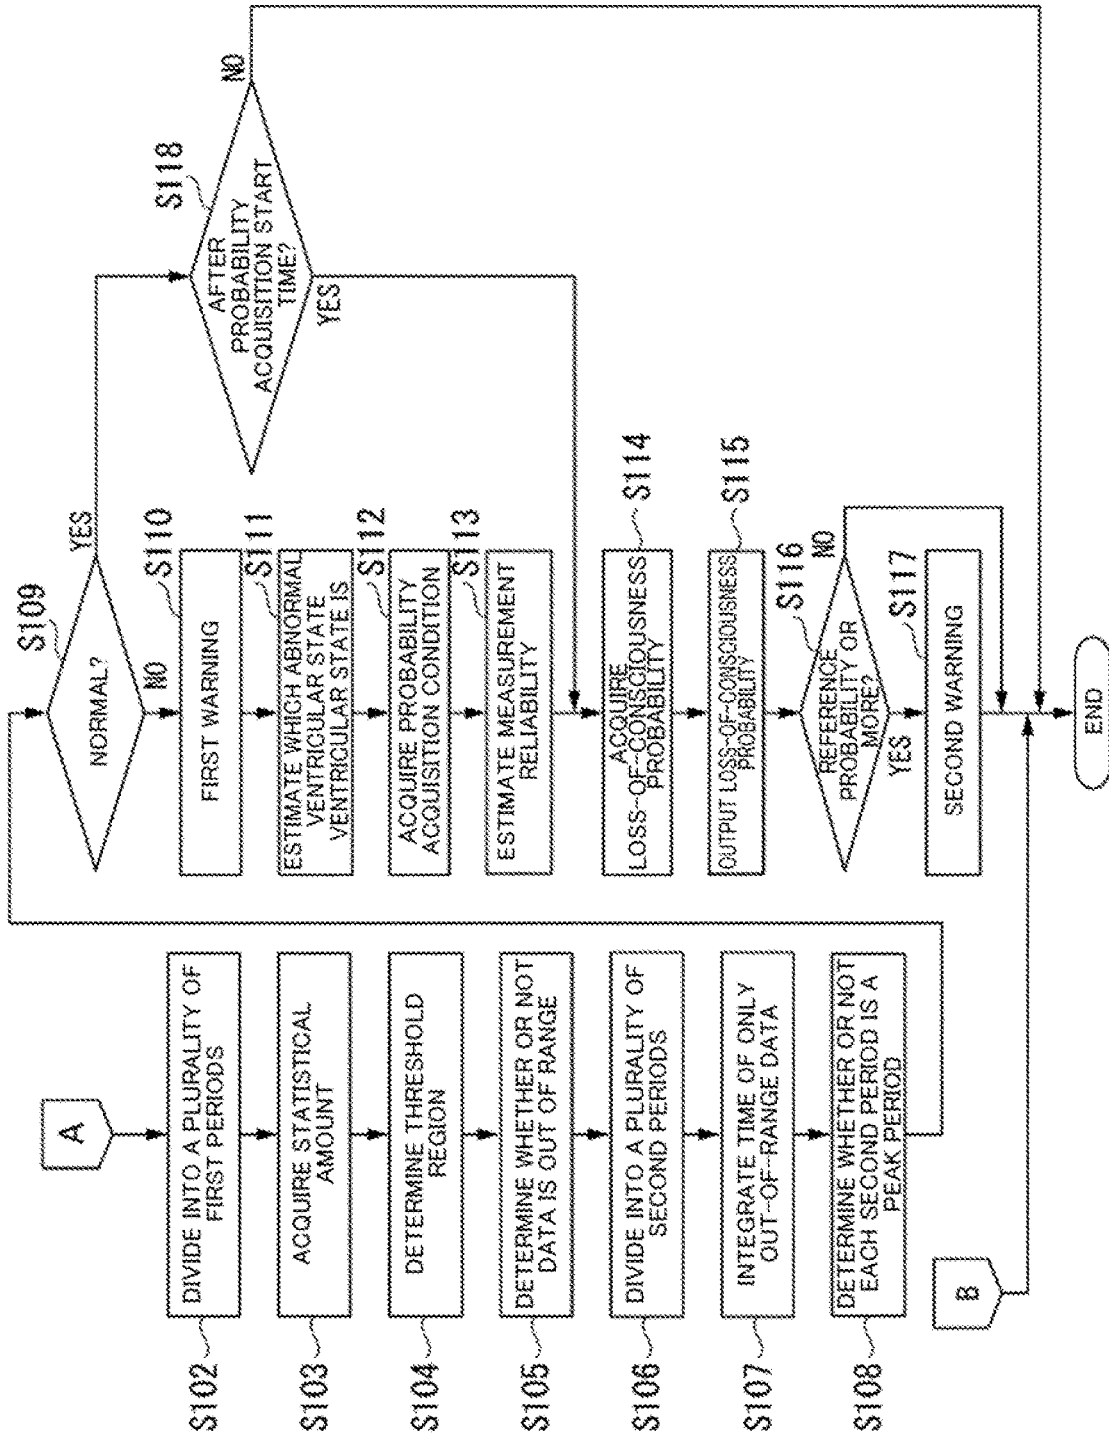 A
S102
DIVIDE INTO A PLURALITY OF
FIRST PERIODS
S103
ACQUIRE STATISTICAL
AMOUNT
S104
DETERMINE THRESHOLD
REGION
S105
DETERMINE WHETHER OR NOT
DATA IS OUT OF RANGE
S106
DIVIDE INTO A PLURALITY OF
SECOND PERIODS
S107
INTEGRATE TIME OF ONLY
OUT-OF-RANGE DATA
S108
DETERMINE WHETHER OR NOT
EACH SECOND PERIOD IS A
PEAK PERIOD
B
S109
NORMAL?
YES
NO
S110
FIRST WARNING
S111
ESTIMATE WHICH ABNORMAL
VENTRICULAR STATE
VENTRICULAR STATE IS
S112
ACQUIRE PROBABILITY
ACQUISITION CONDITION
S113
ESTIMATE MEASUREMENT
RELIABILITY
S114
ACQUIRE
LOSS-OF-CONSCIOUSNESS
PROBABILITY
S115
OUTPUT LOSS-OF-CONSCIOUSNESS
PROBABILITY
S116
REFERENCE
PROBABILITY OR
MORE?
NO
YES
S117
SECOND WARNING
S118
AFTER
PROBABILITY
ACQUISITION START
TIME?
NO
YES
END